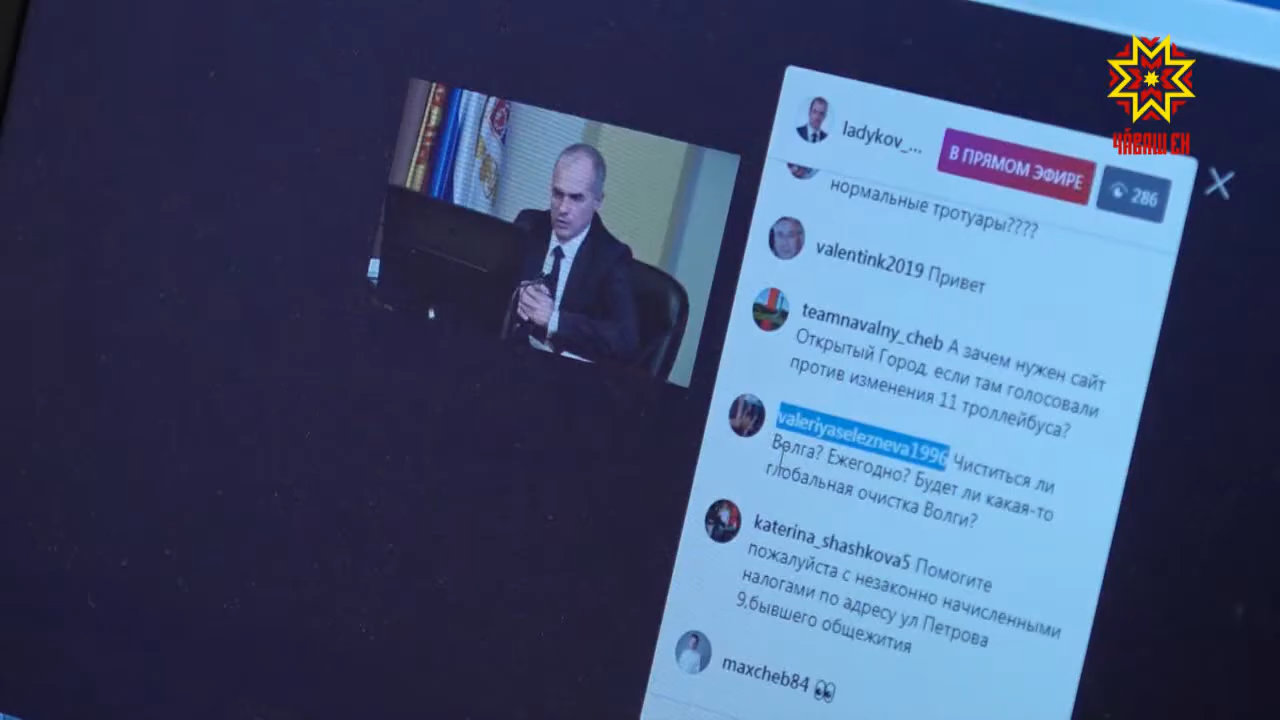 ЧӐВАШ ЕН
ladykov_...
В ПРЯМОМ ЭФИРЕ
286
нормальные тротуары????
valentink2019 Привет
teamnavalny_cheb А зачем нужен сайт
Открытый Город, если там голосовали
против изменения 11 троллейбуса?
valeriyaselezneva1996 Чиститься ли
Волга? Ежегодно? Будет ли какая-то
глобальная очистка Волги?
katerina_shashkova5 Помогите
пожалуйста с незаконно начисленными
налогами по адресу ул Петрова
9.бывшего общежития
maxcheb84 👀